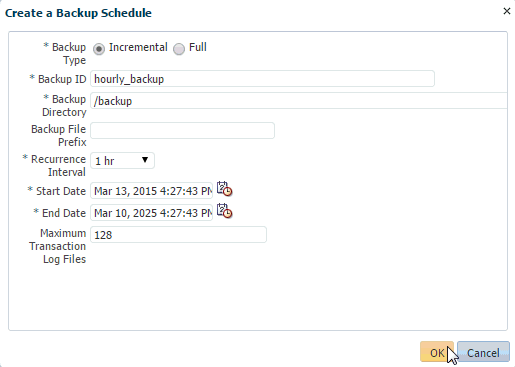 Create a Backup Schedule
* Backup Type Incremental Full
* Backup ID hourly_backup
* Backup Directory /backup
Backup File Prefix
* Recurrence Interval 1 hr
* Start Date Mar 13, 2015 4:27:43 PM
* End Date Mar 10, 2025 4:27:43 PM
Maximum Transaction Log Files 128
OK Cancel